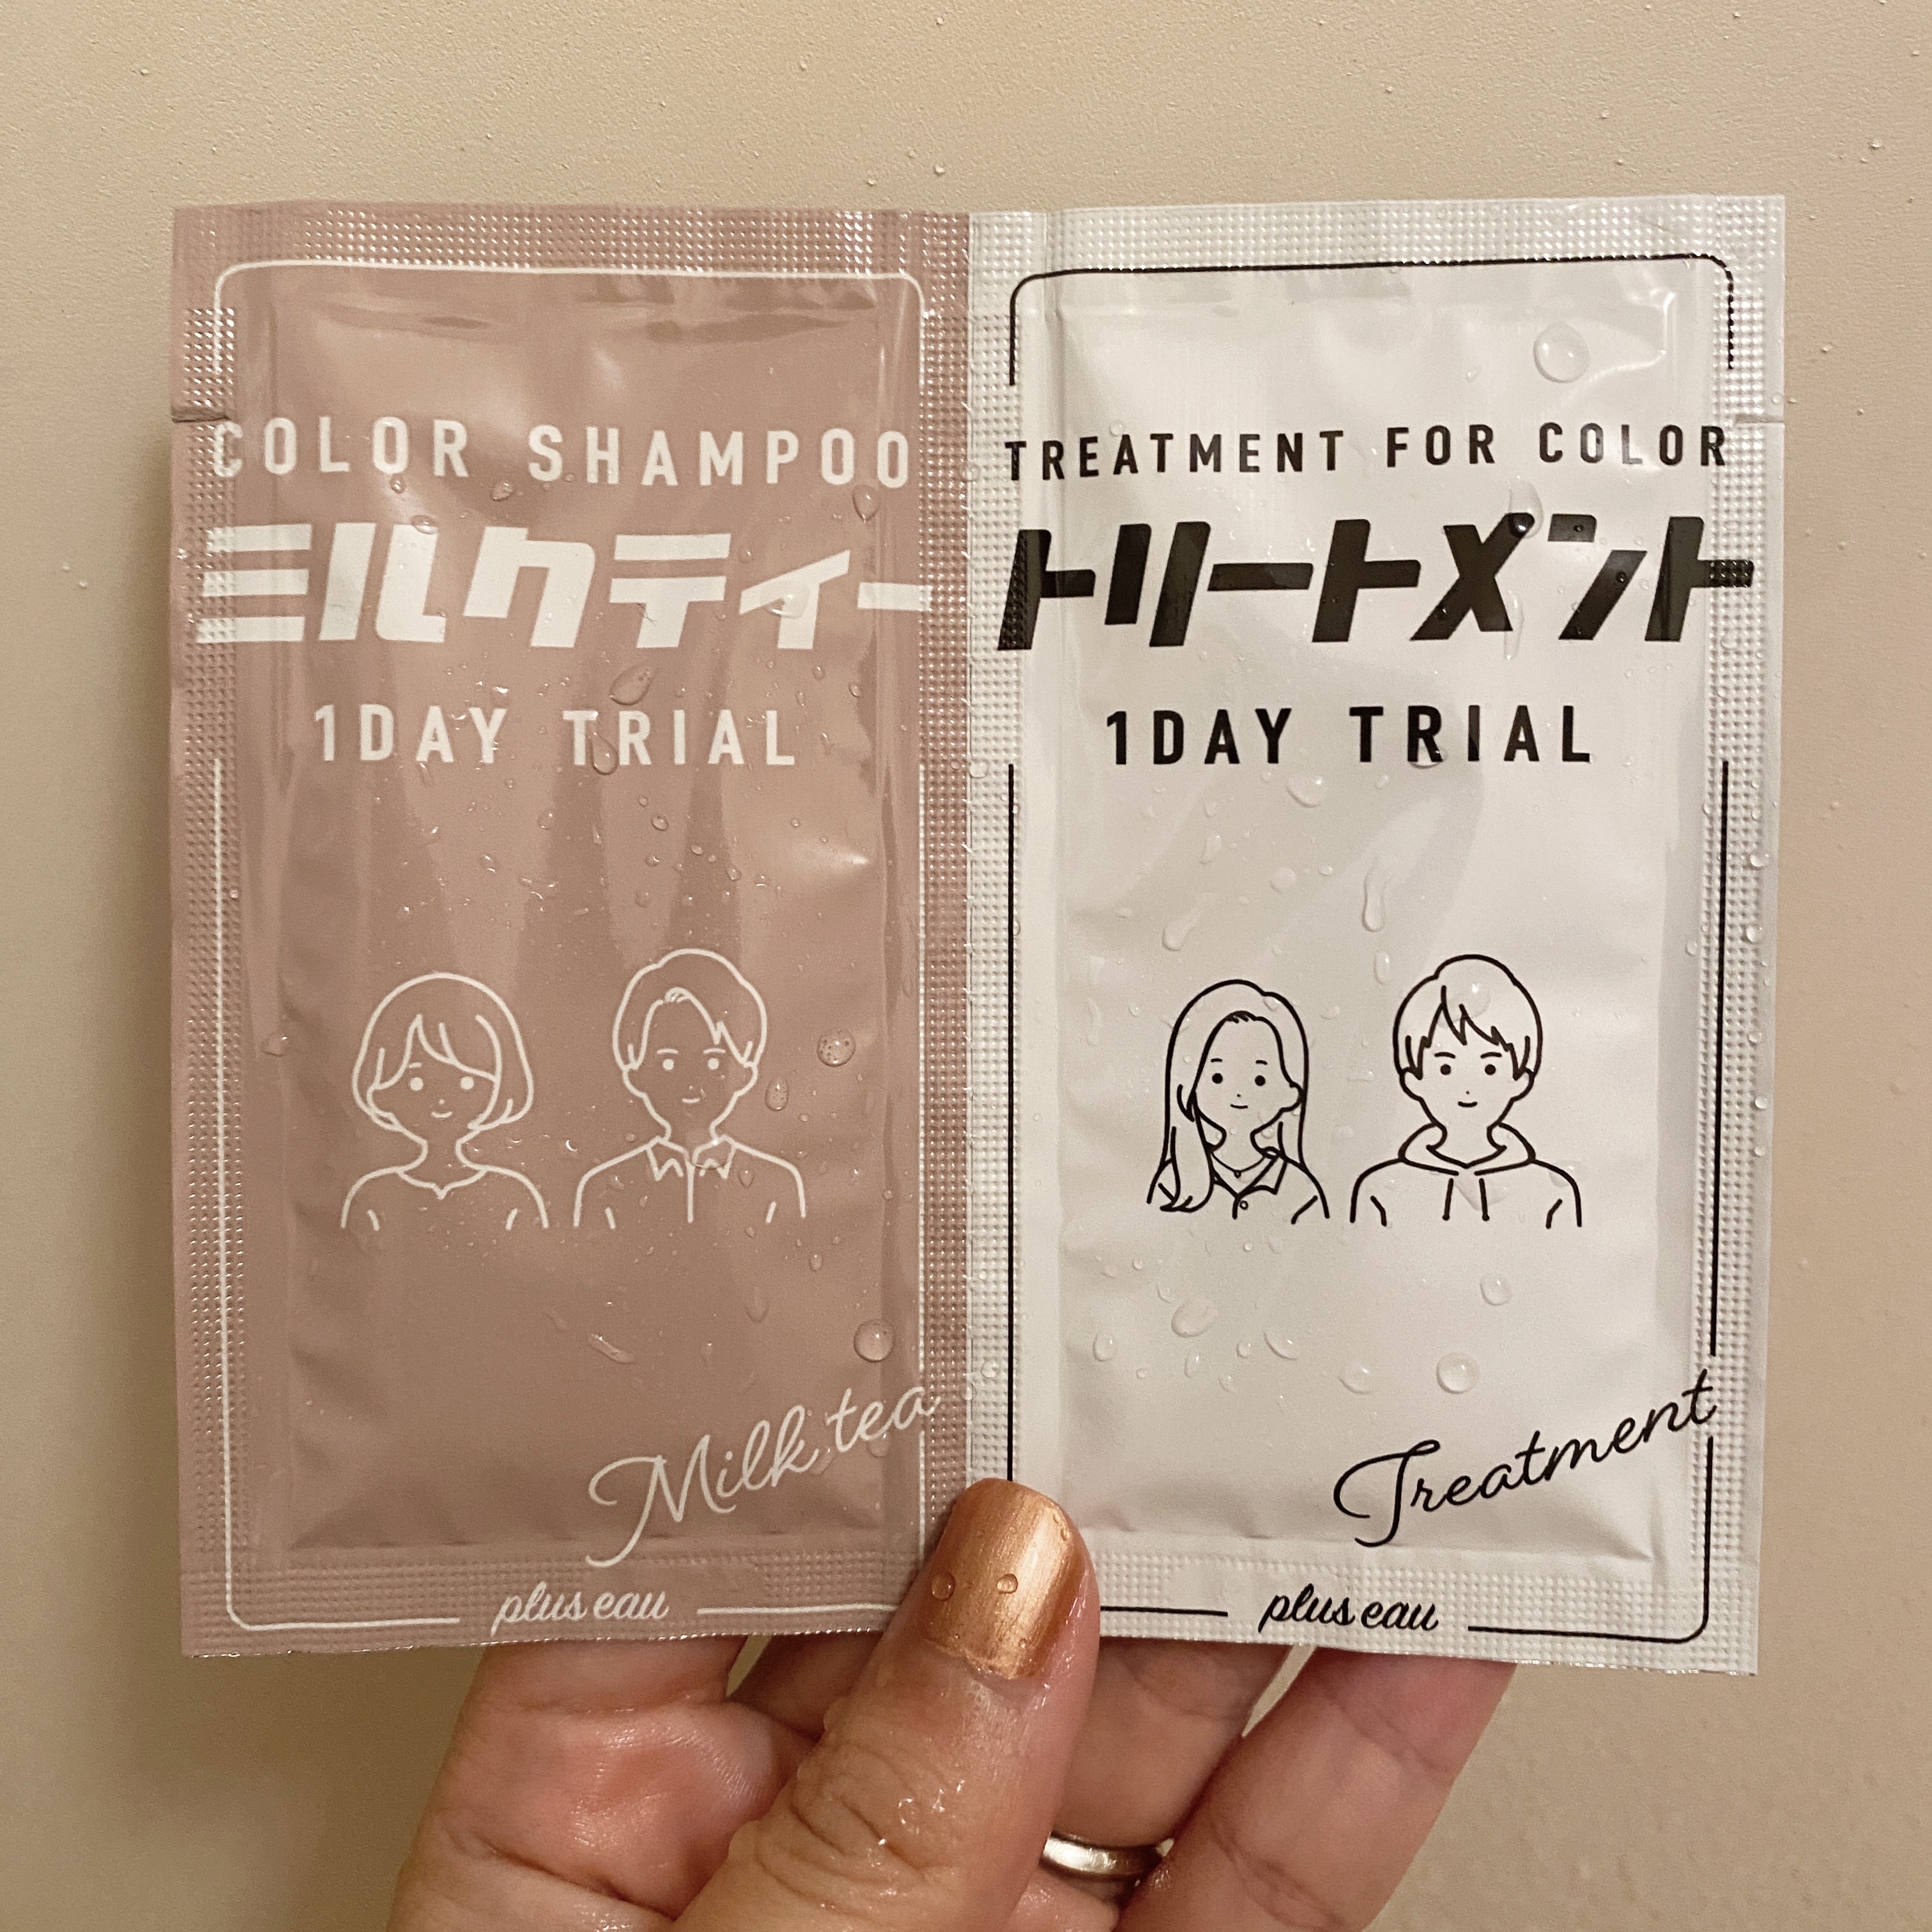 COLOR SHAMPOO
ミルクティー
1DAY TRIAL
Milk tea
plus eau
TREATMENT FOR COLOR
トリートメント
1DAY TRIAL
Treatment
plus eau